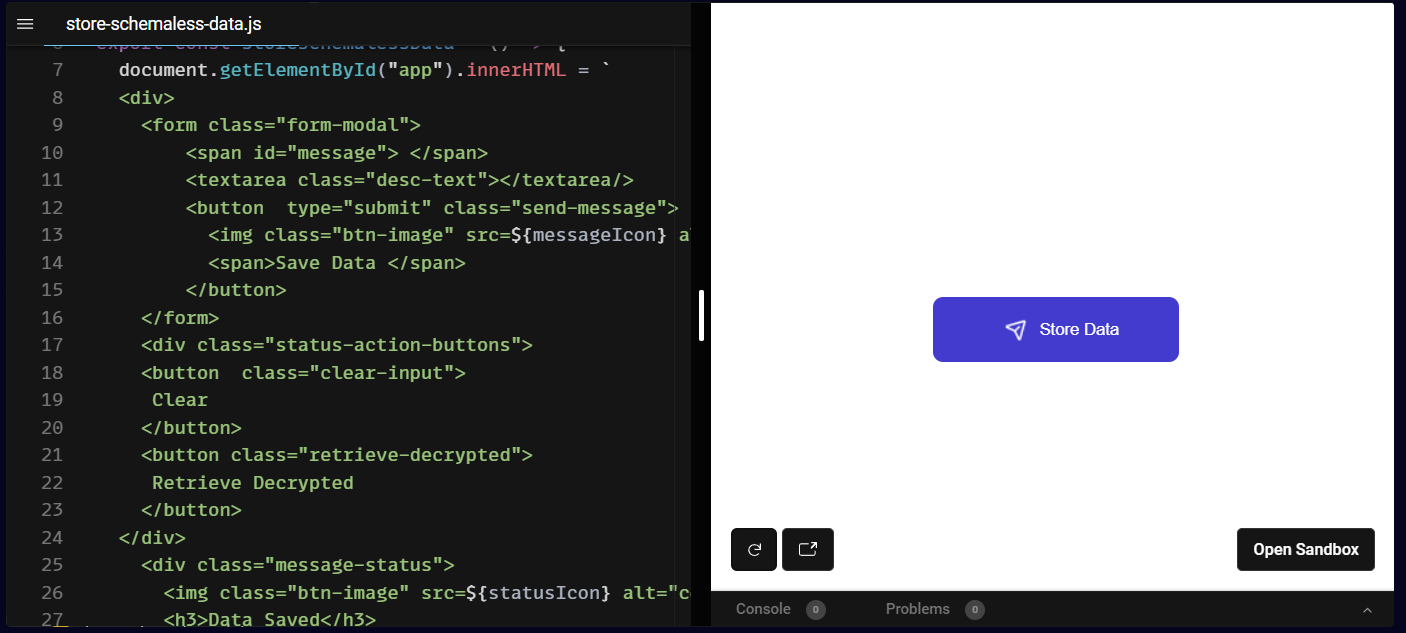 store-schemaless-data.js
6 export const storeSchemalessData = () => {
7 document.getElementById("app").innerHTML = `
8 <div>
9 <form class="form-modal">
10 <span id="message"> </span>
11 <textarea class="desc-text"></textarea/>
12 <button  type="submit" class="send-message">
13 <img class="btn-image" src=${messageIcon} al
14 <span>Save Data </span>
15 </button>
16 </form>
17 <div class="status-action-buttons">
18 <button  class="clear-input">
19 Clear
20 </button>
21 <button class="retrieve-decrypted">
22 Retrieve Decrypted
23 </button>
24 </div>
25 <div class="message-status">
26 <img class="btn-image" src=${statusIcon} alt="c
27 <h3>Data Saved</h3>
Store Data
Open Sandbox
Console 0 Problems 0